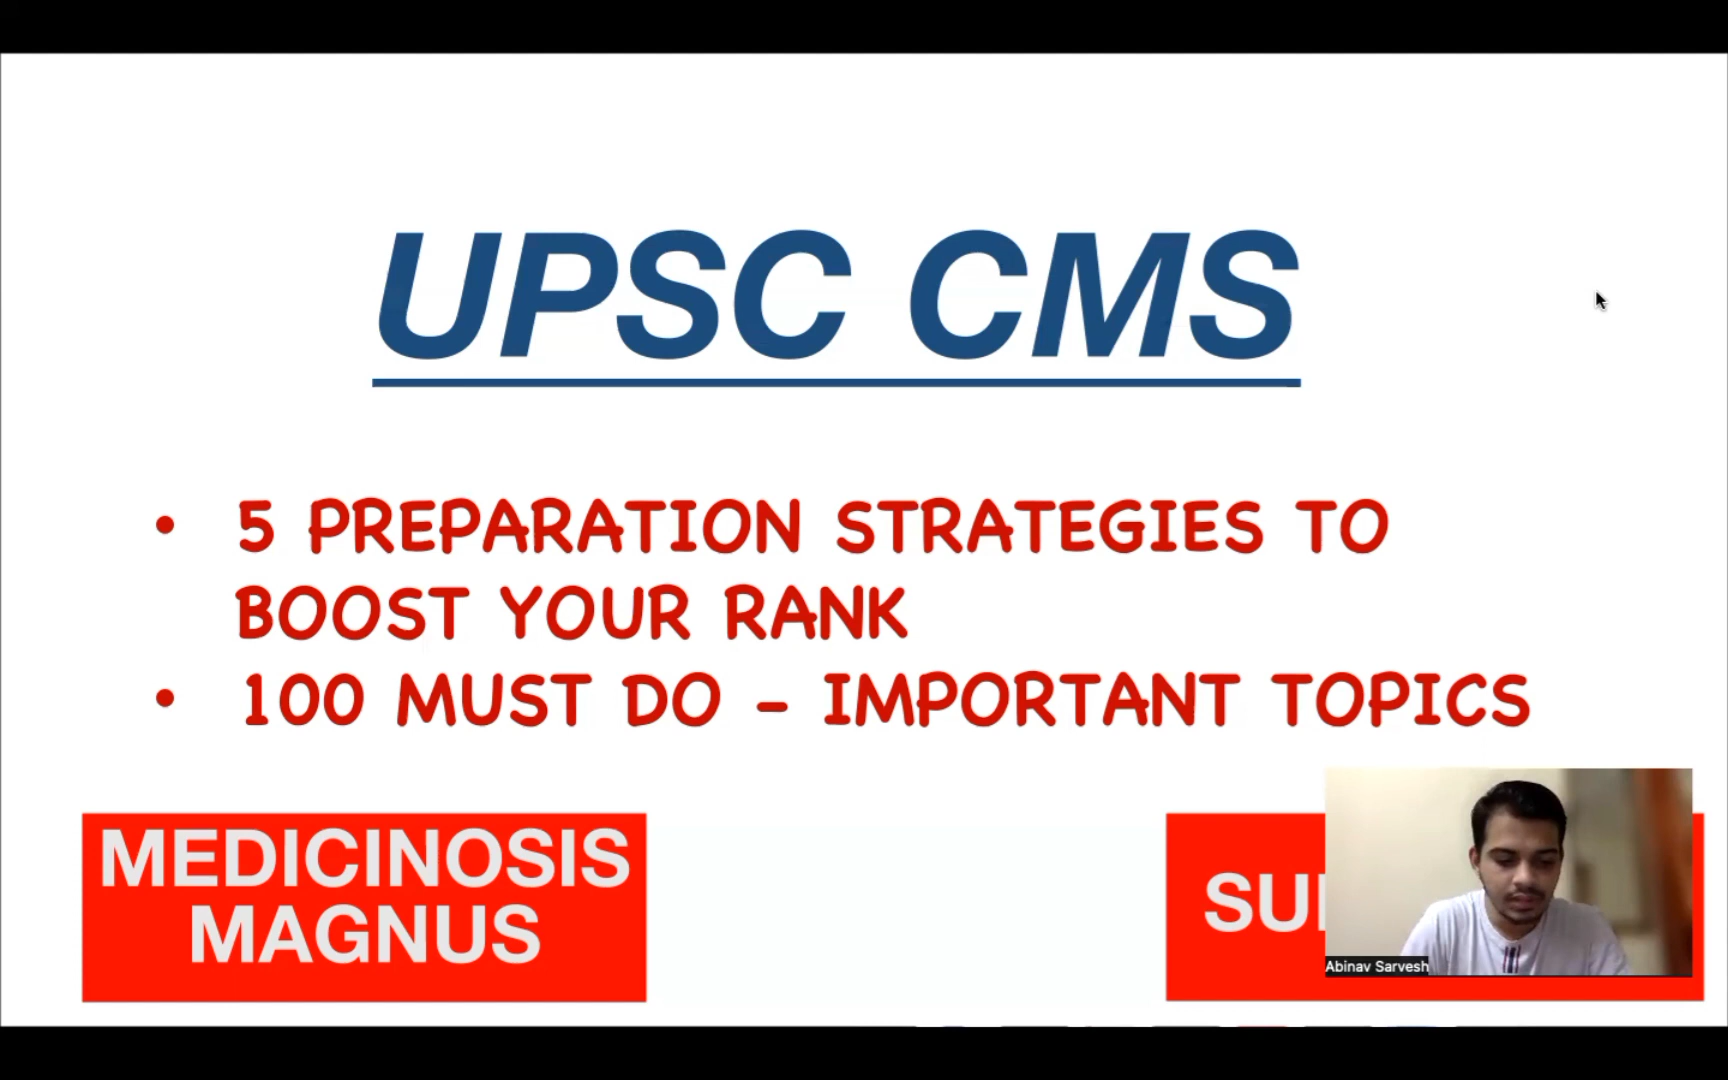 UPSC CMS
• 5 PREPARATION STRATEGIES TO
BOOST YOUR RANK
• 100 MUST DO - IMPORTANT TOPICS
MEDICINOSIS
MAGNUS
Abinav Sarvesh